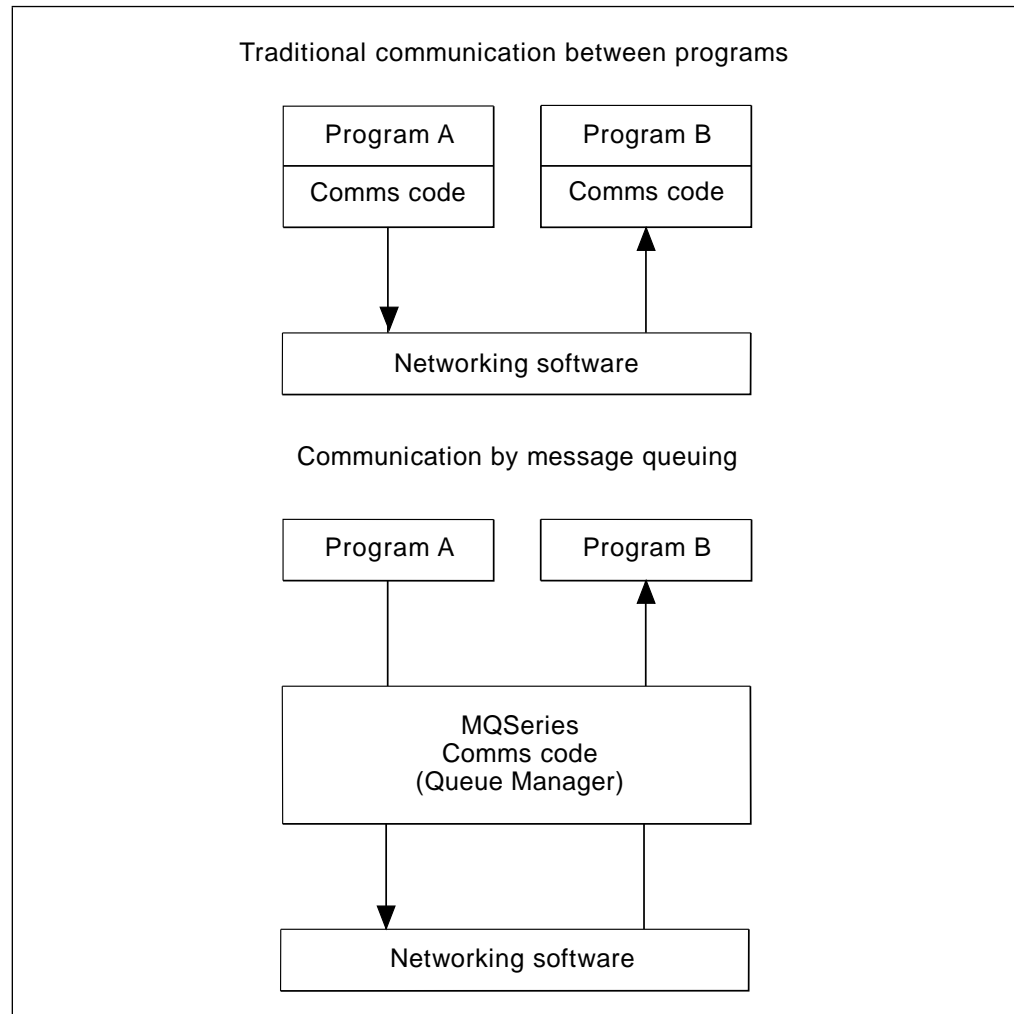 Traditional communication between programs
Program A
Program B
Comms code
Comms code
Networking software
Communication by message queuing
Program A
Program B
MQSeries
Comms code
(Queue Manager)
Networking software